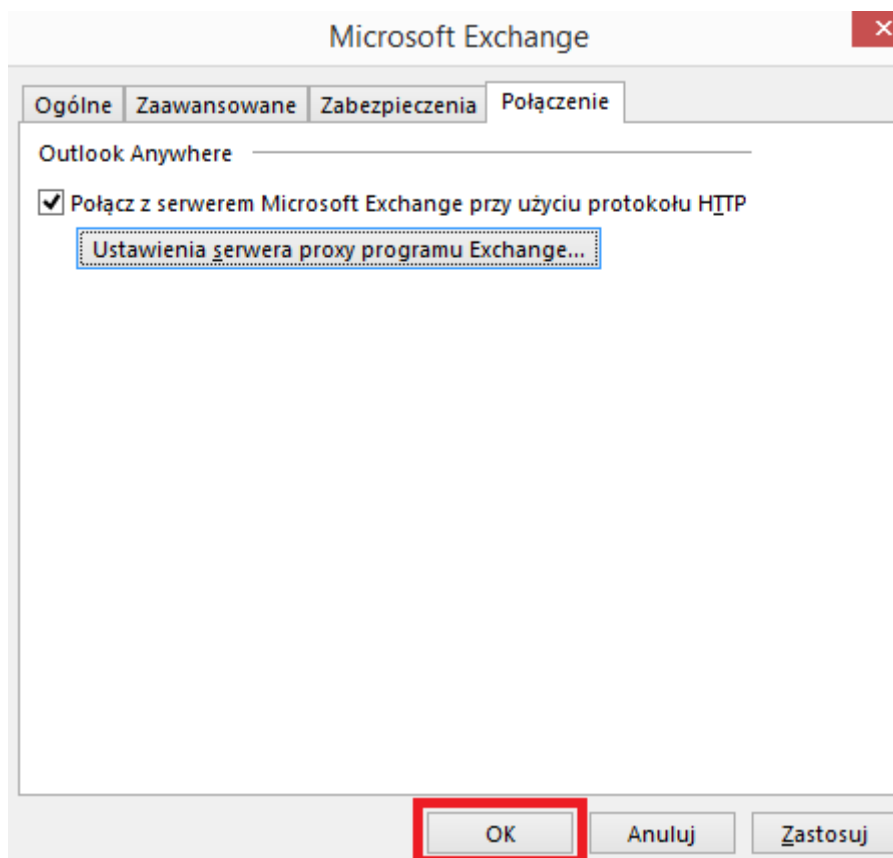 Microsoft Exchange
Ogólne Zaawansowane Zabezpieczenia Połączenie
Outlook Anywhere
Połącz z serwerem Microsoft Exchange przy użyciu protokołu HTTP
Ustawienia serwera proxy programu Exchange...
OK Anuluj Zastosuj